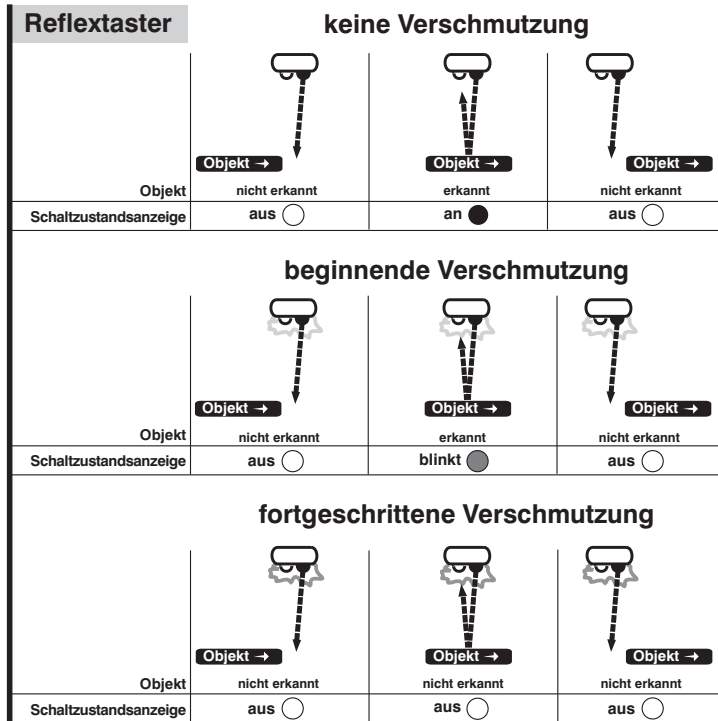 Reflextaster
keine Verschmutzung
Objekt → Objekt → Objekt →
Objekt nicht erkannt erkannt nicht erkannt
Schaltzustandsanzeige aus an aus
beginnende Verschmutzung
Objekt → Objekt → Objekt →
Objekt nicht erkannt erkannt nicht erkannt
Schaltzustandsanzeige aus blinkt aus
fortgeschrittene Verschmutzung
Objekt → Objekt → Objekt →
Objekt nicht erkannt nicht erkannt nicht erkannt
Schaltzustandsanzeige aus aus aus